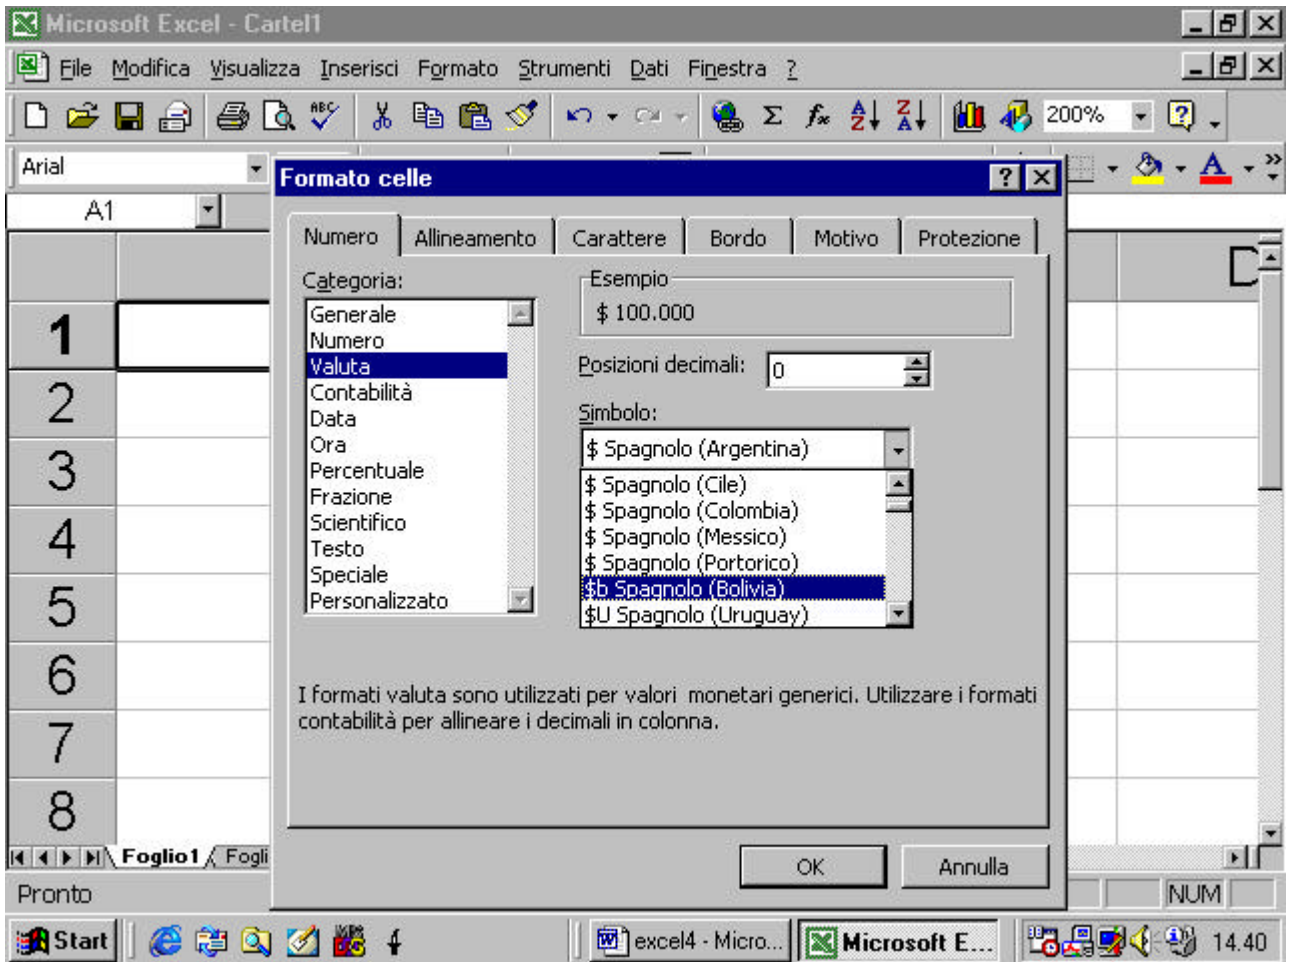 Microsoft Excel - Cartel1
File Modifica Visualizza Inserisci Formato Strumenti Dati Finestra ?
ABC Σ fx A Z Z A 200% ?
Arial A
Formato celle ?
A1
Numero Allineamento Carattere Bordo Motivo Protezione
D
Categoria:
Generale
Numero
Valuta
Contabilità
Data
Ora
Percentuale
Frazione
Scientifico
Testo
Speciale
Personalizzato
Esempio
$ 100.000
Posizioni decimali: 0
Simbolo:
$ Spagnolo (Argentina)
$ Spagnolo (Cile)
$ Spagnolo (Colombia)
$ Spagnolo (Messico)
$ Spagnolo (Portorico)
$b Spagnolo (Bolivia)
$U Spagnolo (Uruguay)
I formati valuta sono utilizzati per valori monetari generici. Utilizzare i formati
contabilità per allineare i decimali in colonna.
1
2
3
4
5
6
7
8
OK Annulla
Foglio1 Fogli
Pronto NUM
Start excel4 - Micro... Microsoft E... 14.40